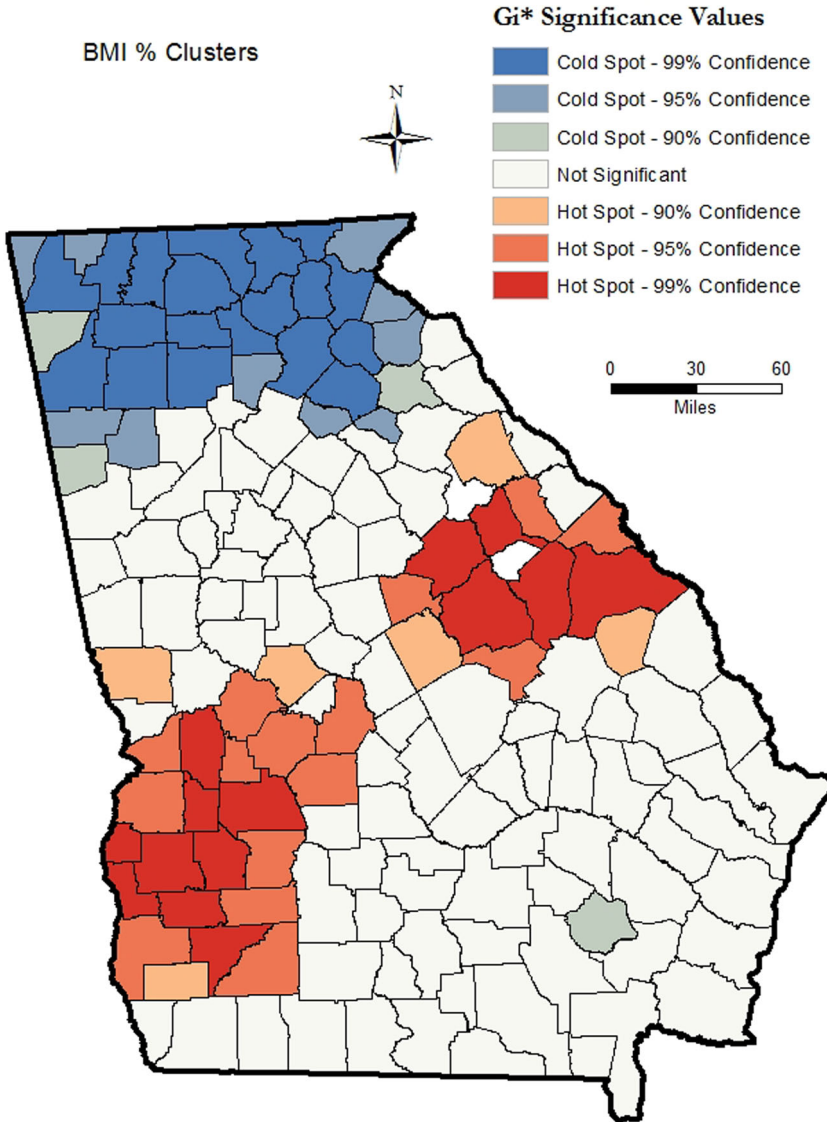 Gi* Significance Values
BMI % Clusters
Cold Spot - 99% Confidence
Cold Spot - 95% Confidence
Cold Spot - 90% Confidence
Not Significant
Hot Spot - 90% Confidence
Hot Spot - 95% Confidence
Hot Spot - 99% Confidence
N
0 30 60
Miles